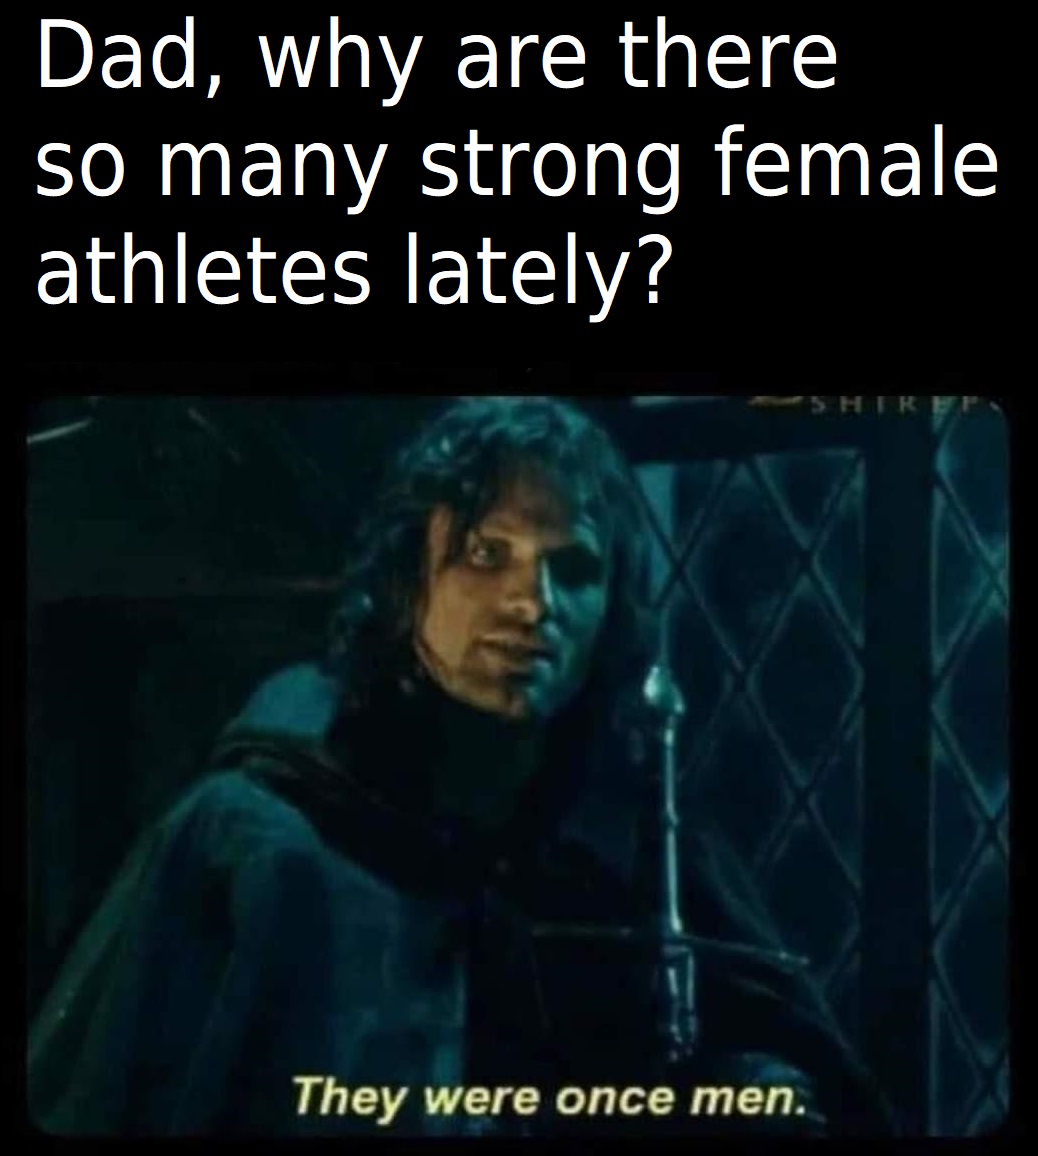 Dad, why are there
so many strong female
athletes lately?
They were once men.